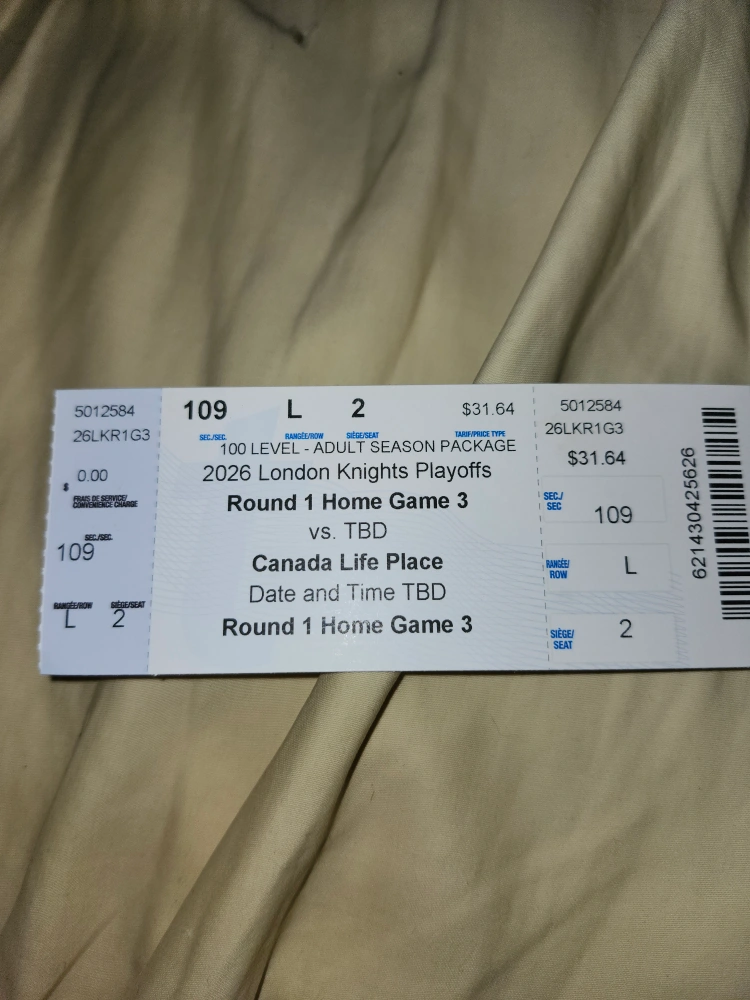 5012584
26LKR1G3
0.00
$
FRAIS DE SERVICE/
CONVENIENCE CHARGE
SEC./SEC.
109
RANGÉE/ROW SIÈGE/SEAT
L 2
109 L 2 $31.64
SEC./SEC. RANGÉE/ROW SIÈGE/SEAT TARIF/PRICE TYPE
100 LEVEL - ADULT SEASON PACKAGE
2026 London Knights Playoffs
Round 1 Home Game 3
vs. TBD
Canada Life Place
Date and Time TBD
Round 1 Home Game 3
5012584
26LKR1G3
$31.64
SEC./
SEC
109
RANGÉE/
ROW
L
SIÈGE/
SEAT
2
621430425626